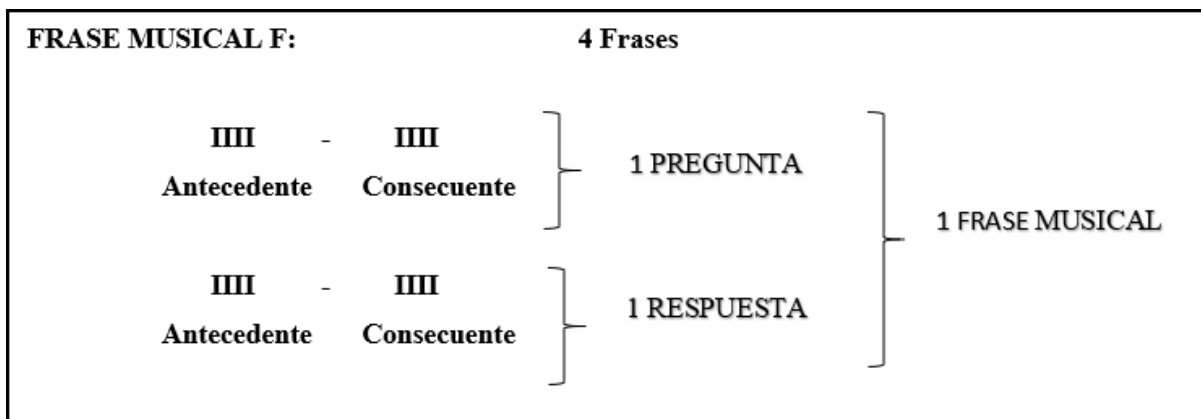 FRASE MUSICAL F: 4 Frases
IIII - IIII
Antecedente Consecuente
1 PREGUNTA
1 FRASE MUSICAL
IIII - IIII
Antecedente Consecuente
1 RESPUESTA